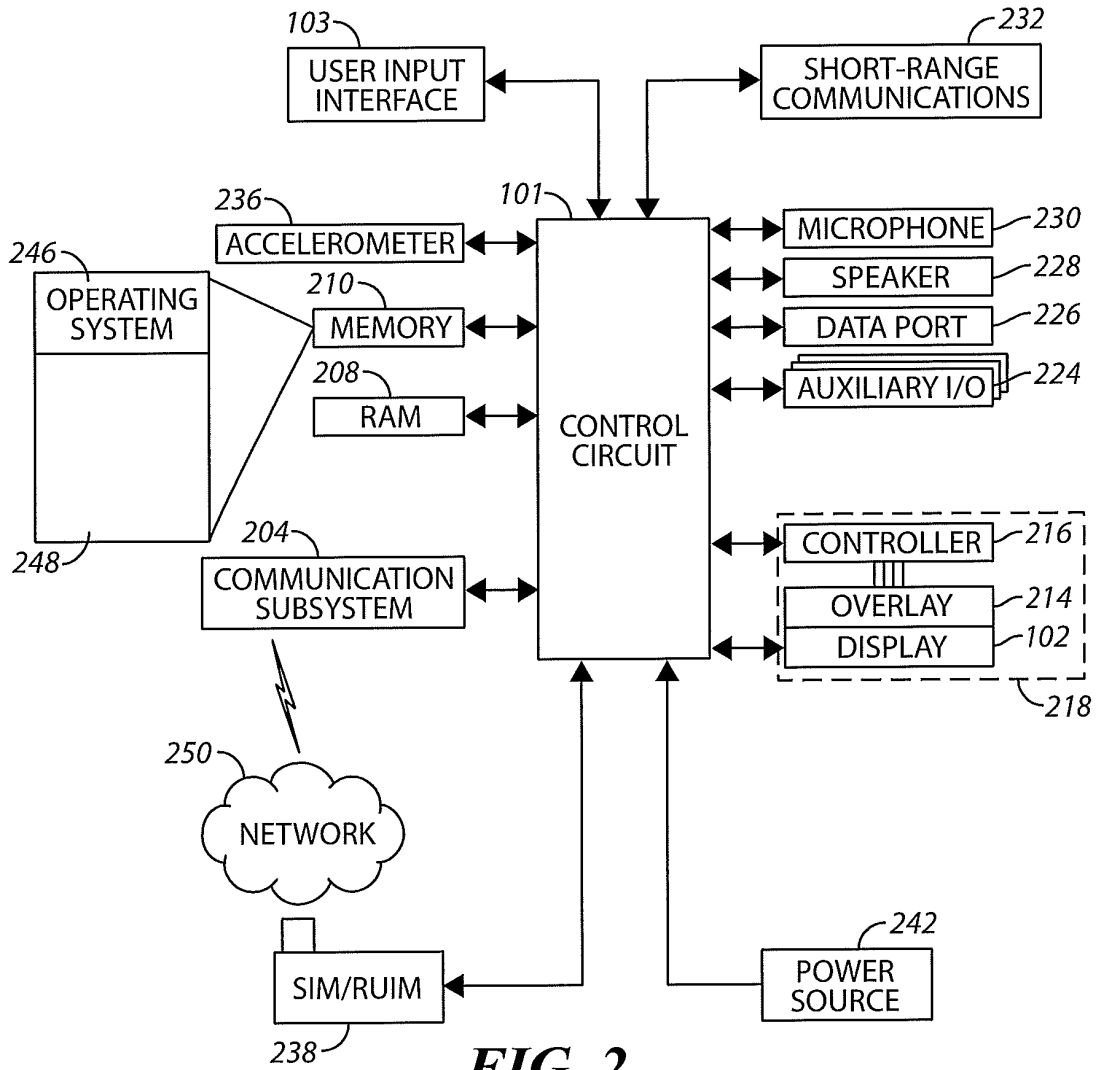 103
USER INPUT
INTERFACE
232
SHORT-RANGE
COMMUNICATIONS
101
CONTROL
CIRCUIT
236
ACCELEROMETER
246
OPERATING
SYSTEM
248
210
MEMORY
208
RAM
204
COMMUNICATION
SUBSYSTEM
MICROPHONE
230
SPEAKER
228
DATA PORT
226
AUXILIARY I/O
224
CONTROLLER
216
OVERLAY
214
DISPLAY
102
218
250
NETWORK
SIM/RUIM
238
242
POWER
SOURCE
FIG. 2